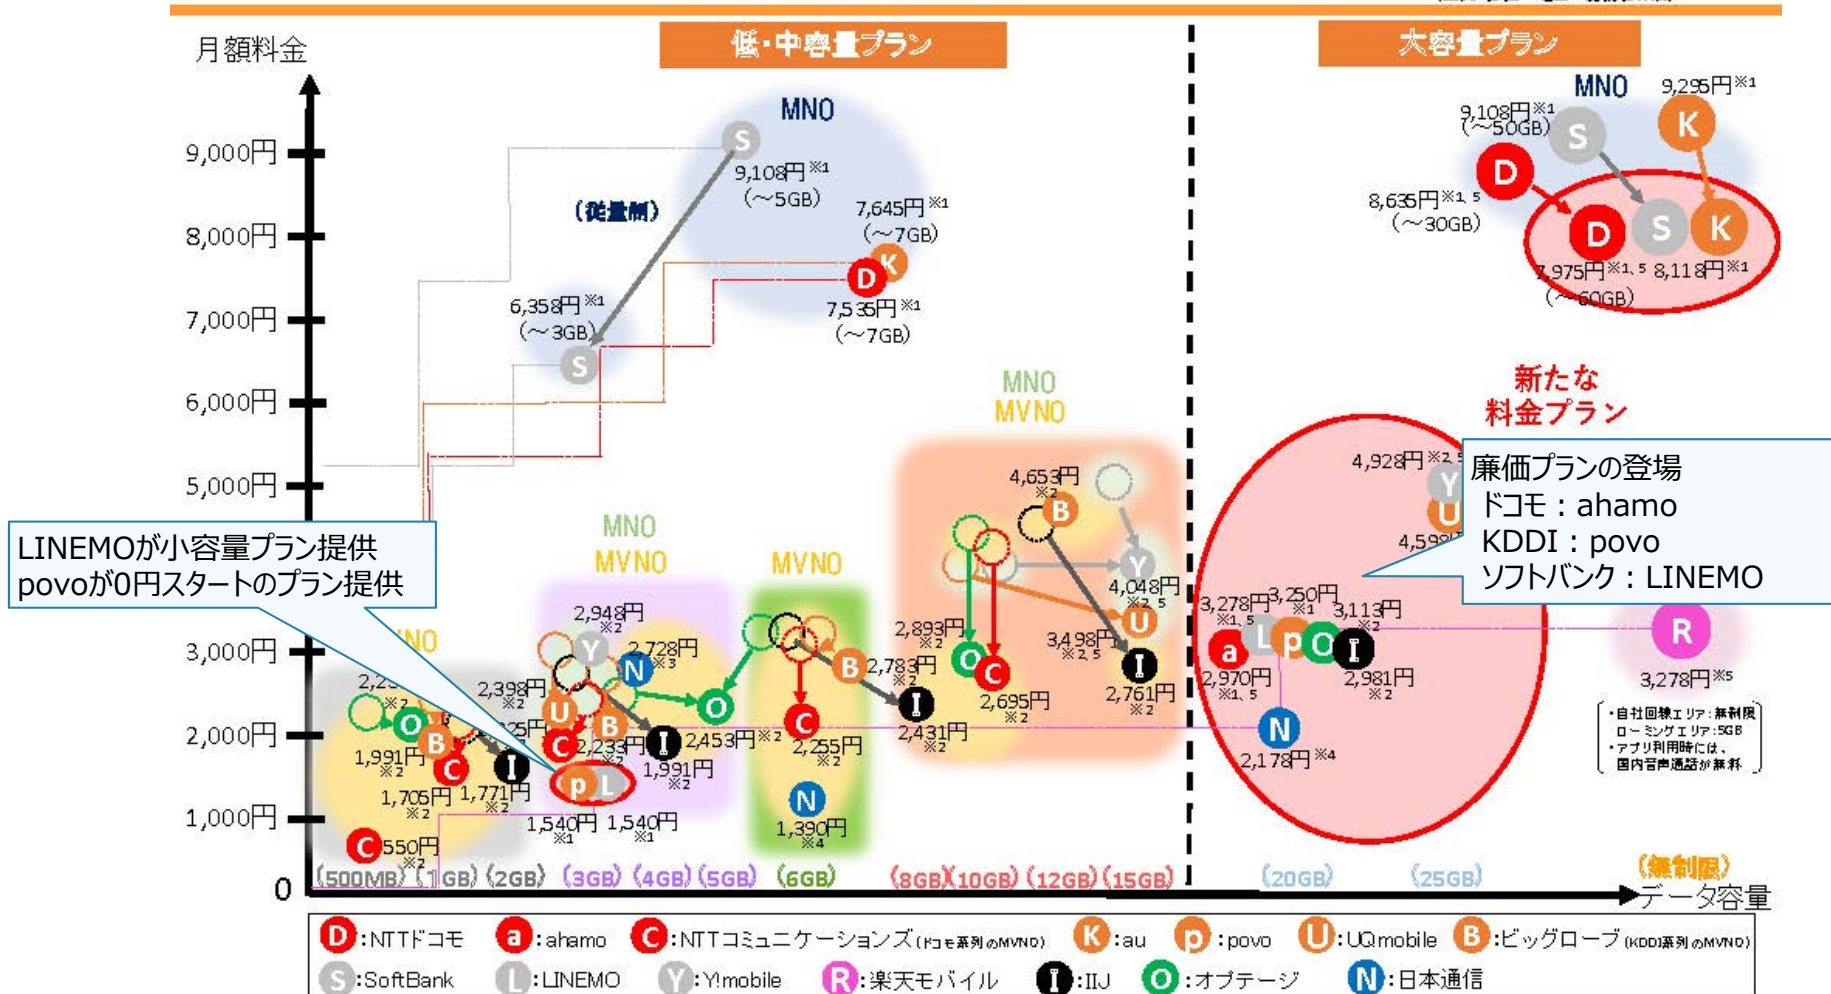 月額料金
低・中容量プラン
大容量プラン
MNO
9,108円※1
(～5GB)
(従量制)
7,645円※1
(～7GB)
7,535円※1
(～7GB)
6,358円※1
(～3GB)
MNO
9,295円※1
9,108円※1
(～50GB)
8,635円※1, 5
(～30GB)
7,975円※1, 5
(～60GB)
8,118円※1
9,000円
8,000円
7,000円
6,000円
5,000円
3,000円
2,000円
1,000円
0
LINEMOが小容量プラン提供
povoが0円スタートのプラン提供
MNO
MVNO
MVNO
MNO
MVNO
新たな
料金プラン
廉価プランの登場
ドコモ：ahamo
KDDI：povo
ソフトバンク：LINEMO
1,991円
※2
1,705円
※2
1,771円
※2
550円
※2
2,398円
※2
2,948円
※2
2,728円
※3
2,233円
※2
1,991円
※2
2,453円※2
1,540円
※1
1,540円
※1
2,255円
※2
1,390円
※4
2,783円
※2
2,431円
※2
2,893円
※2
2,695円
※2
4,653円
※2
4,048円
※2, 5
3,498円
※2, 5
2,761円
※2
4,928円※2, 5
3,278円
※1, 5
3,250円
※1
3,113円
※2
2,970円
※1, 5
2,981円
※2
2,178円※4
3,278円※5
・自社回線エリア：無制限
ローミングエリア：5GB
・アプリ利用時には、
国内音声通話が無料
(500MB) (1GB) (2GB) (3GB) (4GB) (5GB) (6GB) (8GB) (10GB) (12GB) (15GB) (20GB) (25GB) (無制限)
データ容量
D:NTTドコモ a:ahamo C:NTTコミュニケーションズ(ドコモ系列のMVNO) K:au p:povo U:UQmobile B:ビッグローブ(KDDI系列のMVNO)
S:SoftBank L:LINEMO Y:Y!mobile R:楽天モバイル I:IIJ O:オプテージ N:日本通信